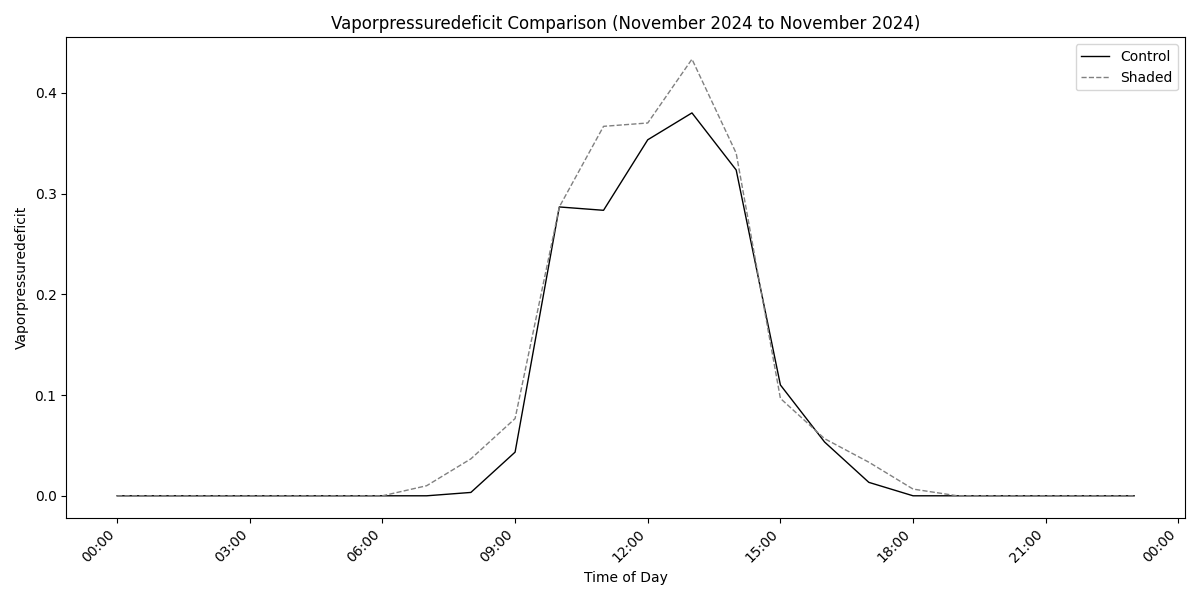 Vaporpressuredeficit Comparison (November 2024 to November 2024)
Control
Shaded
Vaporpressuredeficit
0.4
0.3
0.2
0.1
0.0
00:00
03:00
06:00
09:00
12:00
15:00
18:00
21:00
00:00
Time of Day